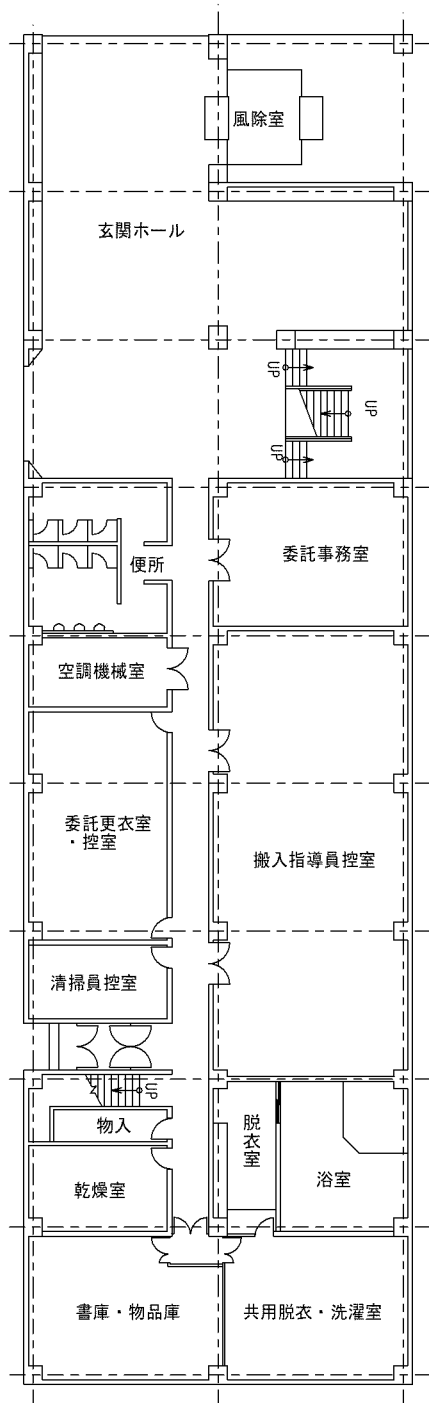 風除室
玄関ホール
UP
UP
UP
便所
委託事務室
空調機械室
委託更衣室
・控室
搬入指導員控室
清掃員控室
UP
物入
脱衣室
浴室
乾燥室
書庫・物品庫
共用脱衣・洗濯室